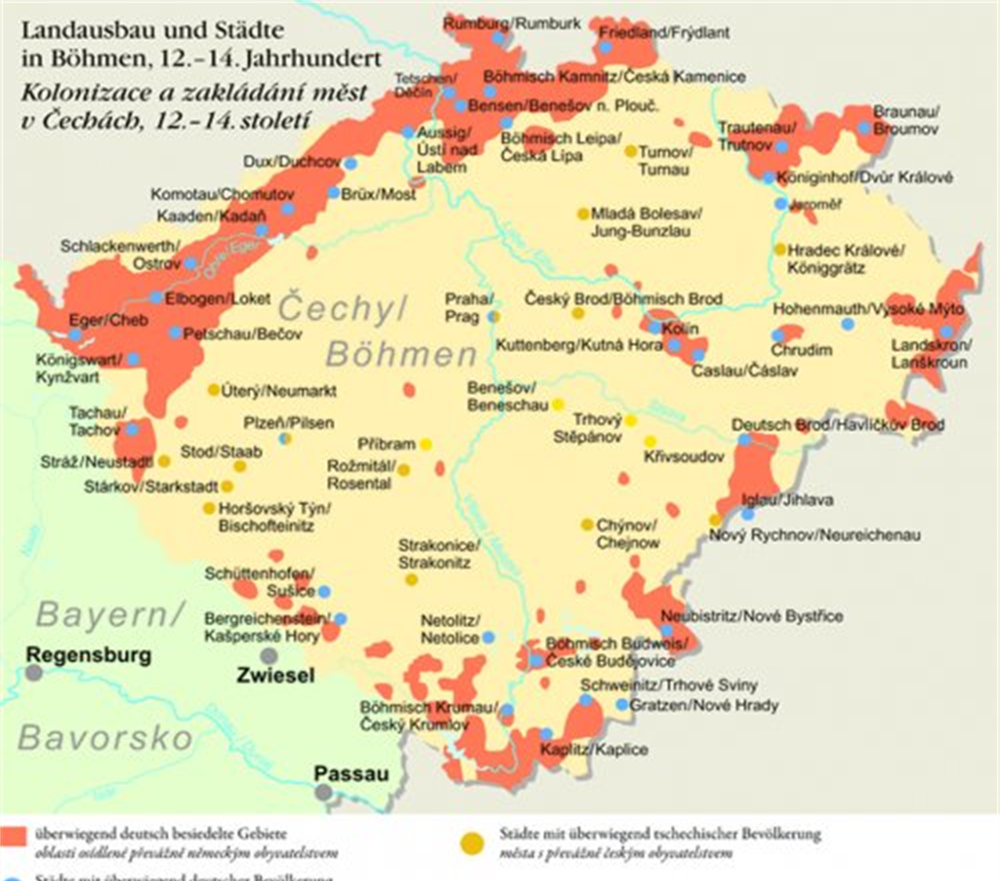 Landausbau und Städte
in Böhmen, 12.–14. Jahrhundert
Kolonizace a zakládání měst
v Čechách, 12.–14. století
Rumburg/Rumburk
Friedland/Frýdlant
Tetschen/
Děčín
Böhmisch Kamnitz/Česká Kamenice
Bensen/Benešov n. Plouč.
Braunau/
Broumov
Trautenau/
Trutnov
Aussig/
Ústí nad
Labem
Böhmisch Leipa/
Česká Lípa
Turnov/
Turnau
Dux/Duchcov
Königinhof/Dvůr Králové
Komotau/Chomutov
Brüx/Most
Jaroměř
Kaaden/Kadaň
Mladá Bolesav/
Jung-Bunzlau
Schlackenwerth/
Ostrov
Ohře/Eger
Hradec Králové/
Königgrätz
Elbogen/Loket
Čechy/
Böhmen
Praha/
Prag
Český Brod/Böhmisch Brod
Hohenmauth/Vysoké Mýto
Eger/Cheb
Petschau/Bečov
Kolín
Kuttenberg/Kutná Hora
Chrudim
Landskron/
Lanškroun
Königswart/
Kynžvart
Caslau/Čáslav
Úterý/Neumarkt
Benešov/
Beneschau
Tachau/
Tachov
Plzeň/Pilsen
Trhový
Stěpánov
Deutsch Brod/Havlíčkův Brod
Příbram
Křivsoudov
Stráž/Neustadtl
Stod/Staab
Rožmitál/
Rosental
Stárkov/Starkstadt
Iglau/Jihlava
Horšovský Týn/
Bischofteinitz
Chýnov/
Chejnow
Nový Rychnov/Neureichenau
Strakonice/
Strakonitz
Schüttenhofen/
Sušice
Bayern/
Bergreichenstein/
Kašperské Hory
Netolitz/
Netolice
Neubistritz/Nové Bystřice
Regensburg
Zwiesel
Böhmisch Budweis/
České Budějovice
Schweinitz/Trhové Sviny
Gratzen/Nové Hrady
Böhmisch Krumau/
Český Krumlov
Bavorsko
Kaplitz/Kaplice
Passau
überwiegend deutsch besiedelte Gebiete
oblasti osídlené převážně německým obyvatelstvem
Städte mit überwiegend tschechischer Bevölkerung
města s převážně českým obyvatelstvem
Städte mit überwiegend deutscher Bevölkerung